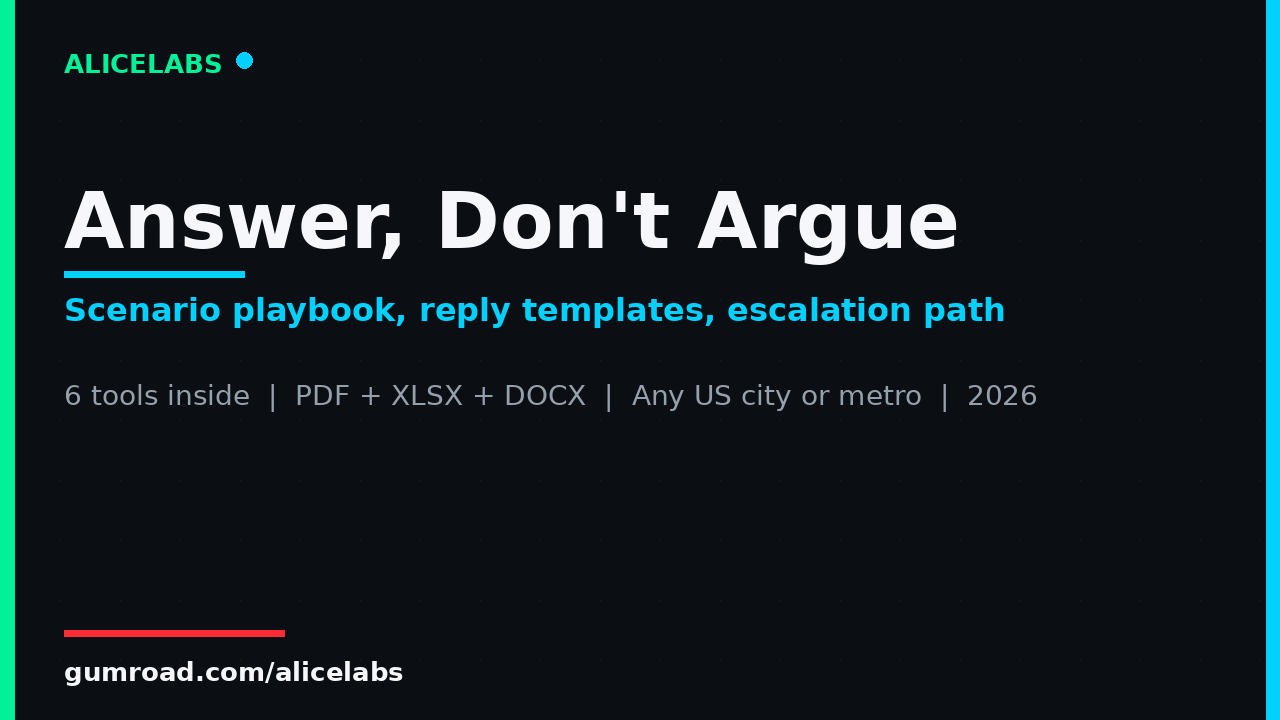 ALICELABS
Answer, Don't Argue
Scenario playbook, reply templates, escalation path
6 tools inside | PDF + XLSX + DOCX | Any US city or metro | 2026
gumroad.com/alicelabs